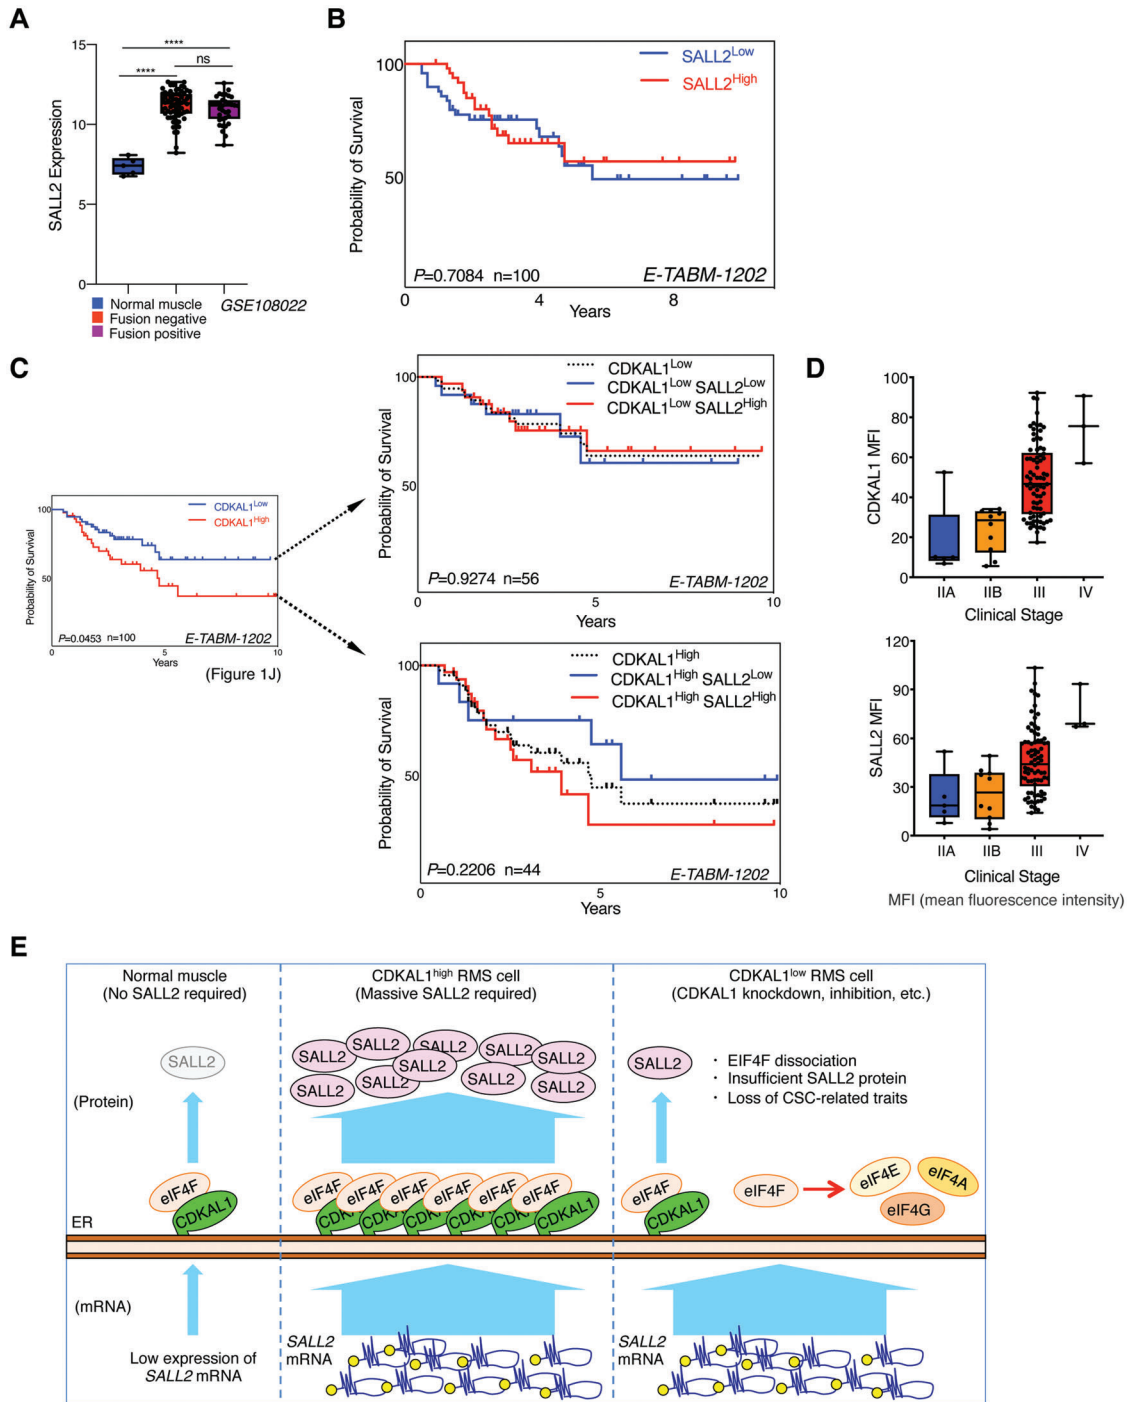 A
SALL2 Expression
15
10
5
0
****
****
ns
Normal muscle
Fusion negative
Fusion positive
GSE108022
B
Probability of Survival
100
50
SALL2Low
SALL2High
P=0.7084 n=100
E-TABM-1202
0
4
8
Years
C
Probability of Survival
100
50
CDKAL1Low
CDKAL1High
P=0.0453 n=100
E-TABM-1202
0
5
10
Years
(Figure 1J)
Probability of Survival
100
50
CDKAL1Low
CDKAL1Low SALL2Low
CDKAL1Low SALL2High
P=0.9274 n=56
E-TABM-1202
0
5
10
Years
Probability of Survival
100
50
CDKAL1High
CDKAL1High SALL2Low
CDKAL1High SALL2High
P=0.2206 n=44
E-TABM-1202
0
5
10
Years
D
CDKAL1 MFI
100
80
60
40
20
0
IIA
IIB
III
IV
Clinical Stage
SALL2 MFI
120
90
60
30
0
IIA
IIB
III
IV
Clinical Stage
MFI (mean fluorescence intensity)
E
Normal muscle
(No SALL2 required)
CDKAL1high RMS cell
(Massive SALL2 required)
CDKAL1low RMS cell
(CDKAL1 knockdown, inhibition, etc.)
SALL2
SALL2
SALL2
SALL2
SALL2
SALL2
SALL2
SALL2
SALL2
SALL2
SALL2
SALL2
· EIF4F dissociation
· Insufficient SALL2 protein
· Loss of CSC-related traits
(Protein)
eIF4F
CDKAL1
eIF4F
eIF4F
eIF4F
eIF4F
eIF4F
eIF4F
CDK
CDK
CDK
CDK
CDK
CDKAL1
eIF4F
CDKAL1
eIF4F
eIF4E
eIF4A
eIF4G
ER
(mRNA)
Low expression of
SALL2 mRNA
SALL2
mRNA
SALL2
mRNA